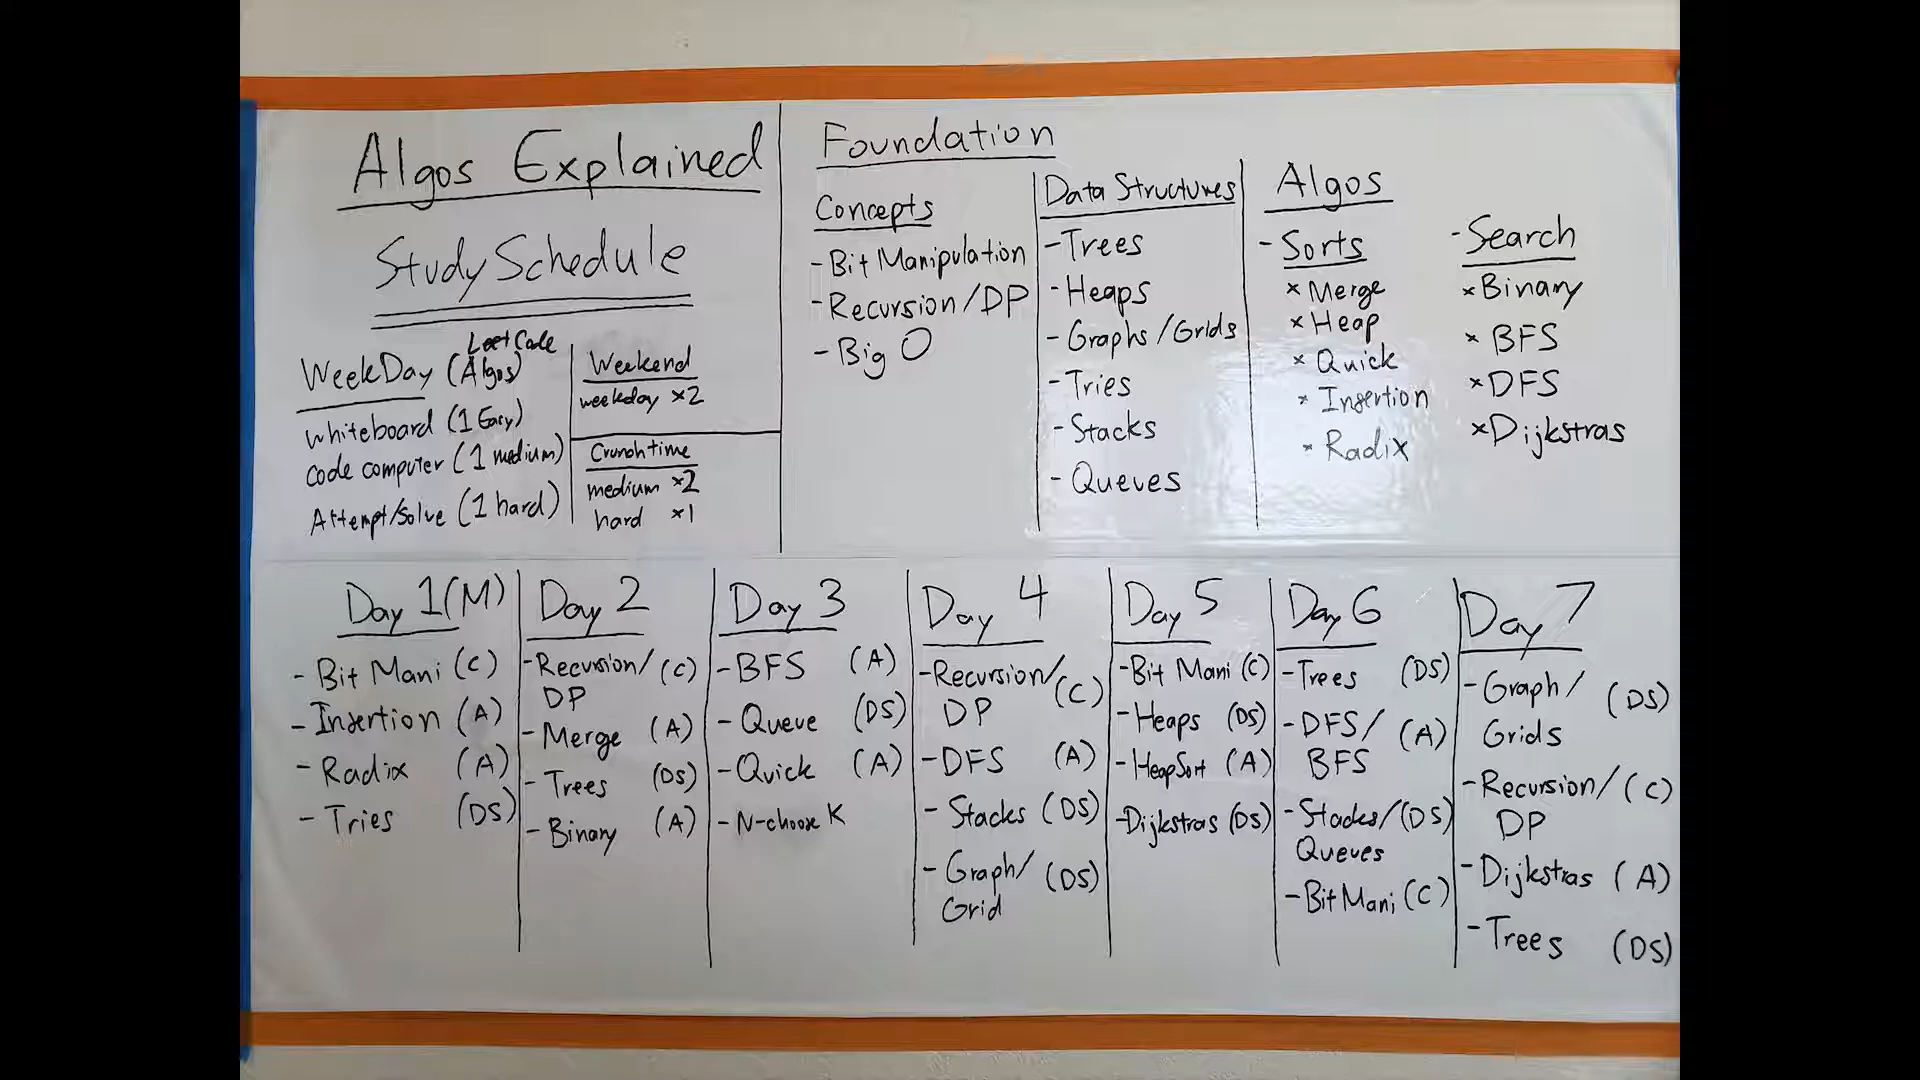 Algos Explained
Study Schedule
LeetCode
WeekDay (Algos)
Whiteboard (1 Easy)
Code computer (1 medium)
Attempt/Solve (1 hard)
Weekend
weekday x2
Crunchtime
medium x2
hard x1
Foundation
Concepts
- Bit Manipulation
- Recursion/DP
- Big O
Data Structures
- Trees
- Heaps
- Graphs/Grids
- Tries
- Stacks
- Queues
Algos
- Sorts
x Merge
x Heap
x Quick
x Insertion
x Radix
- Search
x Binary
x BFS
x DFS
x Dijkstras
Day 1(M)
- Bit Mani (C)
- Insertion (A)
- Radix (A)
- Tries (DS)
Day 2
- Recursion/ (C)
DP
- Merge (A)
- Trees (DS)
- Binary (A)
Day 3
- BFS (A)
- Queue (DS)
- Quick (A)
- N-choose K
Day 4
- Recursion/ (C)
DP
- DFS (A)
- Stacks (DS)
- Graph/ (DS)
Grid
Day 5
- Bit Mani (C)
- Heaps (DS)
- HeapSort (A)
- Dijkstras (DS)
Day 6
- Trees (DS)
- DFS/ (A)
BFS
- Stacks/ (DS)
Queues
- Bit Mani (C)
Day 7
- Graph/ (DS)
Grids
- Recursion/ (C)
DP
- Dijkstras (A)
- Trees (DS)